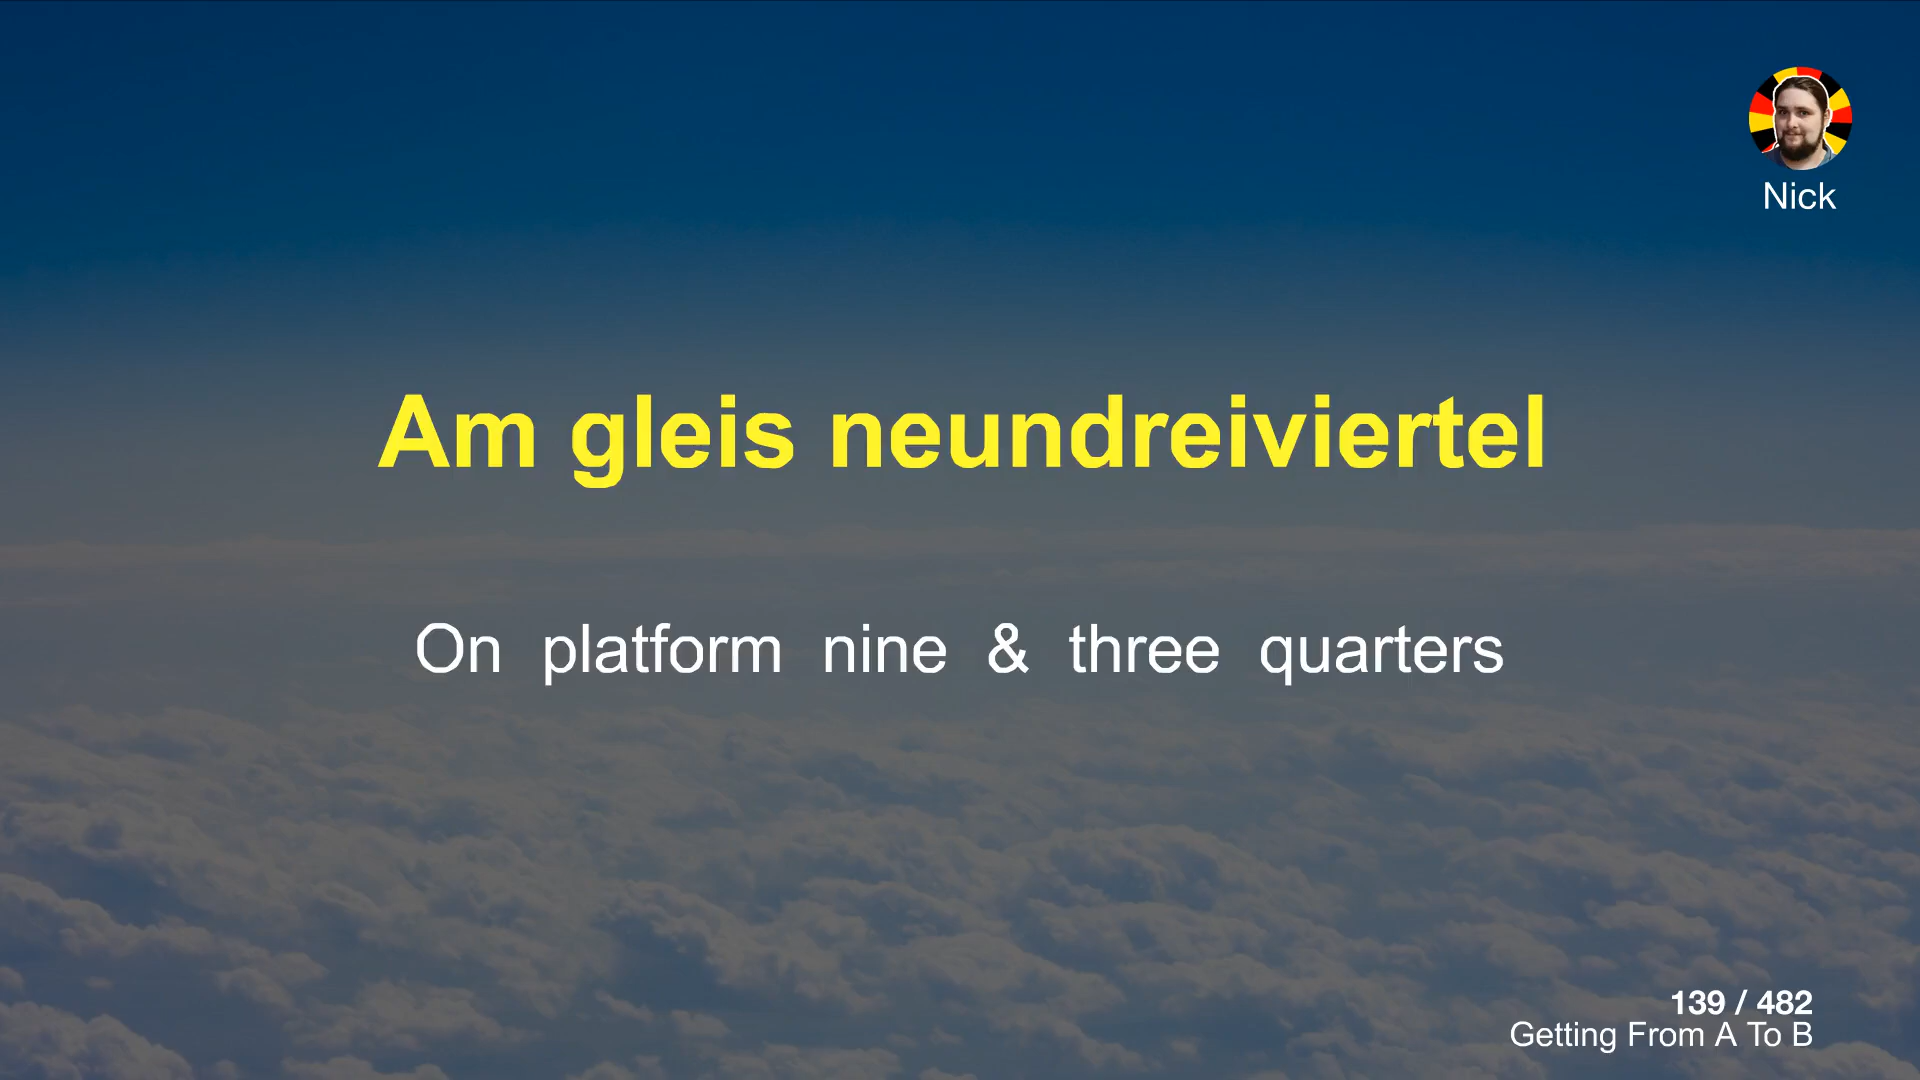 Nick
Am gleis neundreiviertel
On platform nine & three quarters
139 / 482
Getting From A To B